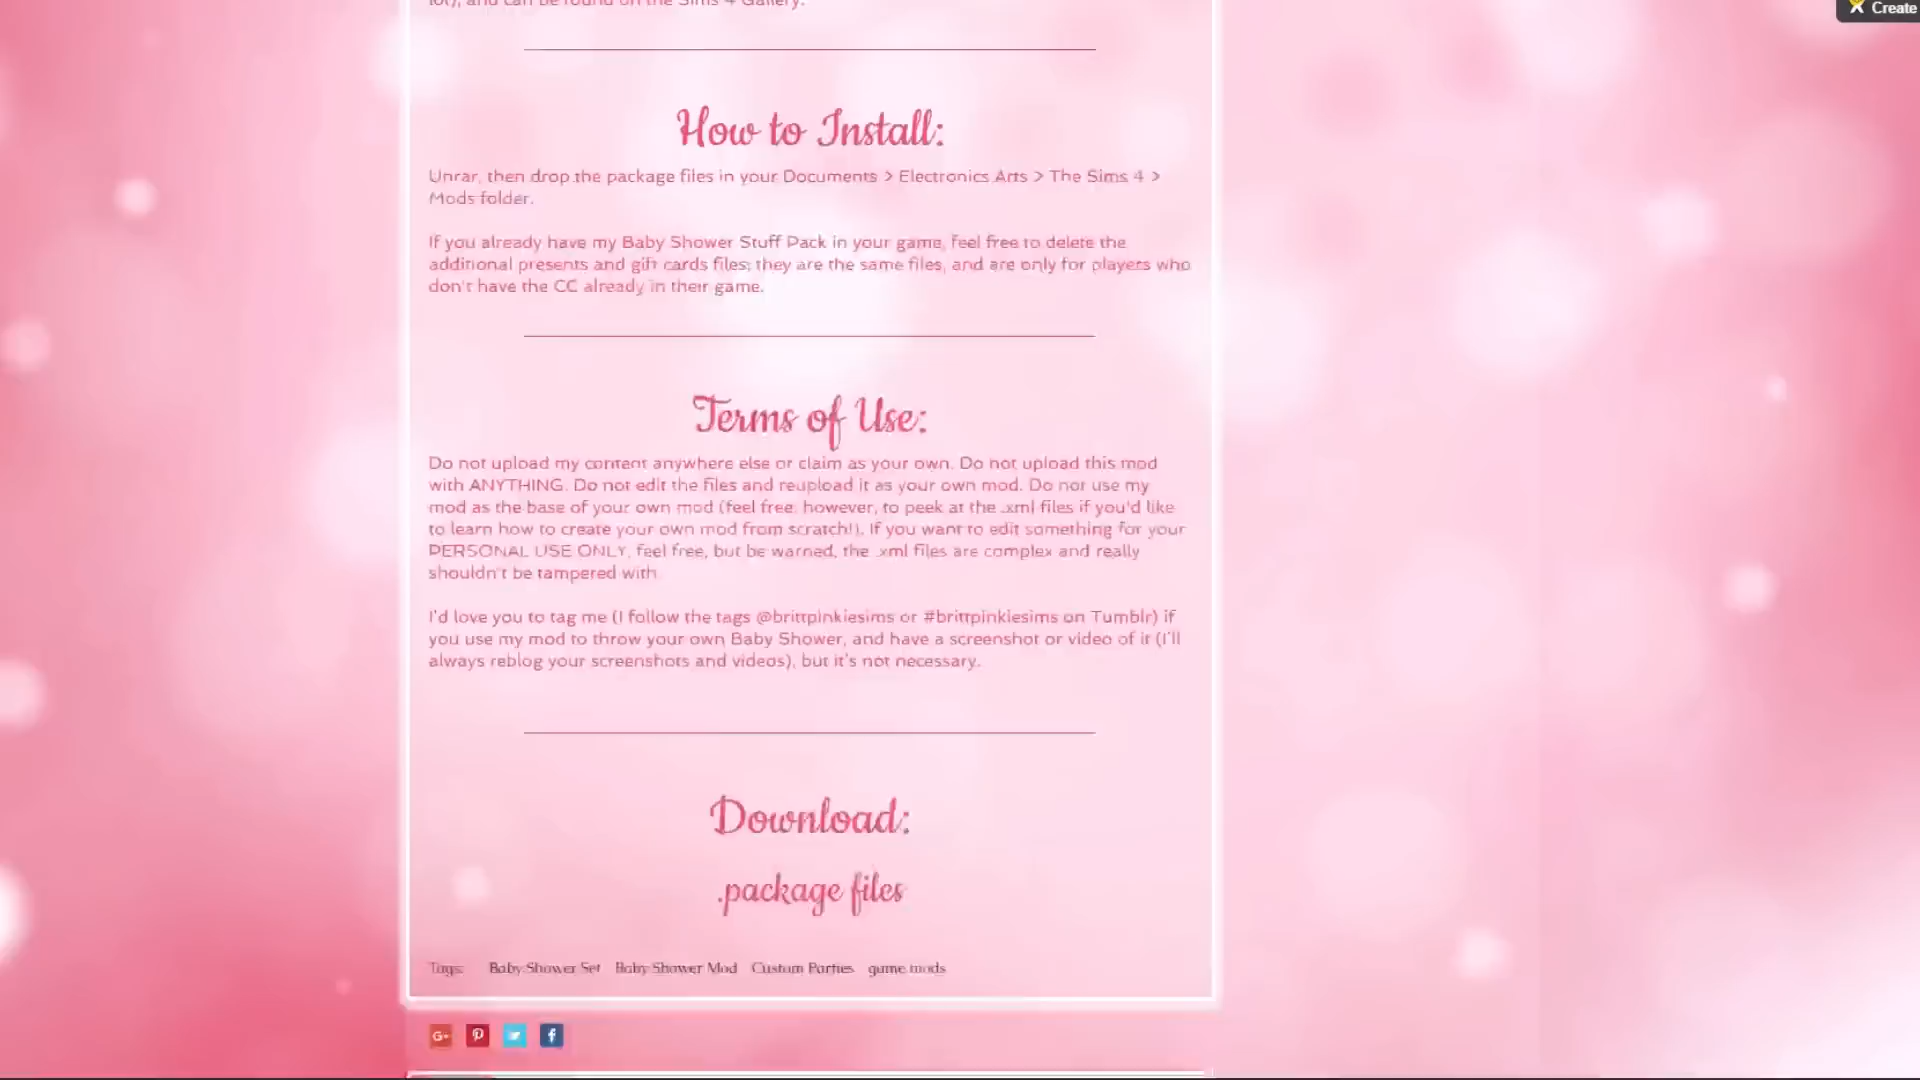 lot), and can be found on the Sims 4 Gallery.
Create
How to Install:
Unrar, then drop the package files in your Documents > Electronics Arts > The Sims 4 >
Mods folder.
If you already have my Baby Shower Stuff Pack in your game, feel free to delete the
additional presents and gift cards files; they are the same files, and are only for players who
don't have the CC already in their game.
Terms of Use:
Do not upload my content anywhere else or claim as your own. Do not upload this mod
with ANYTHING. Do not edit the files and reupload it as your own mod. Do not use my
mod as the base of your own mod (feel free, however, to peek at the .xml files if you'd like
to learn how to create your own mod from scratch!). If you want to edit something for your
PERSONAL USE ONLY, feel free, but be warned, the .xml files are complex and really
shouldn't be tampered with.
I'd love you to tag me (I follow the tags @brittpinkiesims or #brittpinkiesims on Tumblr) if
you use my mod to throw your own Baby Shower, and have a screenshot or video of it (I'll
always reblog your screenshots and videos), but it's not necessary.
Download:
.package files
Tags: Baby Shower Set Baby Shower Mod Custom Parties game mods
G+